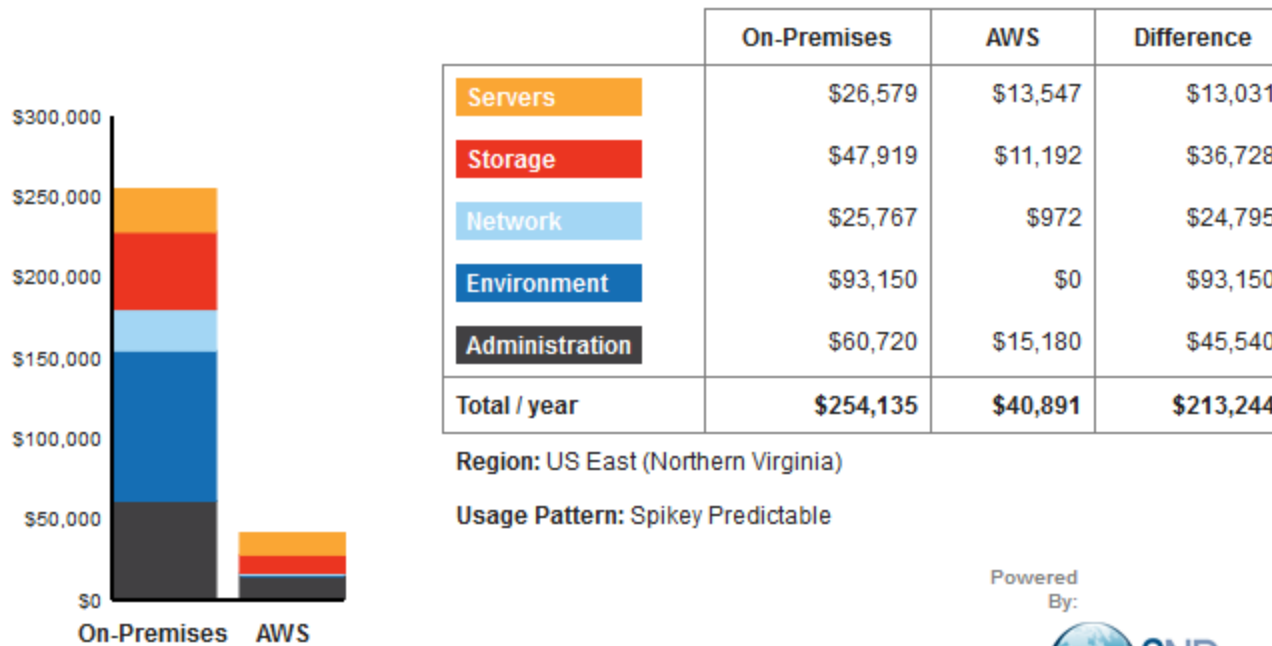 On-Premises AWS Difference
Servers $26,579 $13,547 $13,031
Storage $47,919 $11,192 $36,728
Network $25,767 $972 $24,795
Environment $93,150 $0 $93,150
Administration $60,720 $15,180 $45,540
Total / year $254,135 $40,891 $213,244
Region: US East (Northern Virginia)
Usage Pattern: Spikey Predictable
$300,000
$250,000
$200,000
$150,000
$100,000
$50,000
$0
On-Premises AWS
Powered
By: